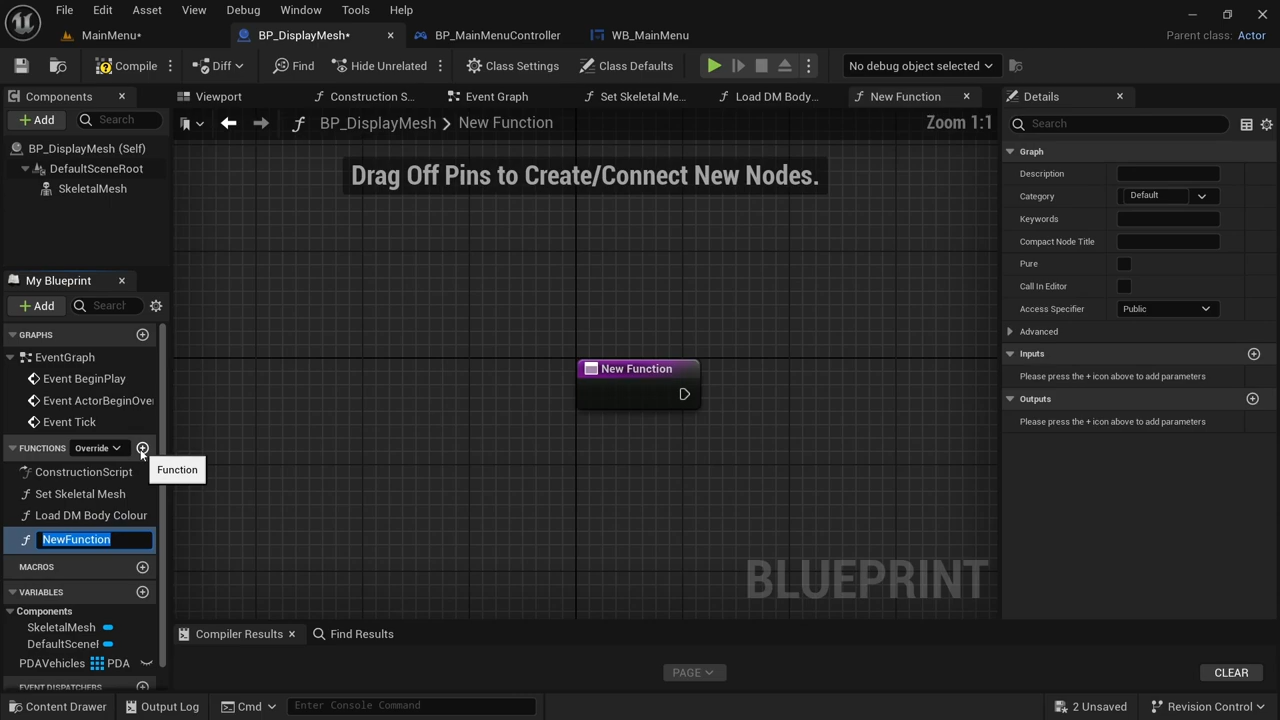 File Edit Asset View Debug Window Tools Help
MainMenu* BP_DisplayMesh* BP_MainMenuController WB_MainMenu Parent class: Actor
Compile Diff Find Hide Unrelated Class Settings Class Defaults No debug object selected
Components Viewport Construction S... Event Graph Set Skeletal Me... Load DM Body... New Function Details
Add Search BP_DisplayMesh New Function Zoom 1:1 Search
BP_DisplayMesh (Self)
DefaultSceneRoot
SkeletalMesh
Drag Off Pins to Create/Connect New Nodes.
Graph
Description
Category Default
Keywords
Compact Node Title
Pure
Call In Editor
Access Specifier Public
Advanced
Inputs
Please press the + icon above to add parameters
Outputs
Please press the + icon above to add parameters
My Blueprint
Add Search
GRAPHS
EventGraph
Event BeginPlay
Event ActorBeginOver
Event Tick
FUNCTIONS Override
Function
ConstructionScript
Set Skeletal Mesh
Load DM Body Colour
NewFunction
MACROS
VARIABLES
Components
SkeletalMesh
DefaultSceneI
PDAVehicles PDA
EVENT DISPATCHERS
New Function
BLUEPRINT
Compiler Results Find Results
PAGE CLEAR
Content Drawer Output Log Cmd Enter Console Command 2 Unsaved Revision Control